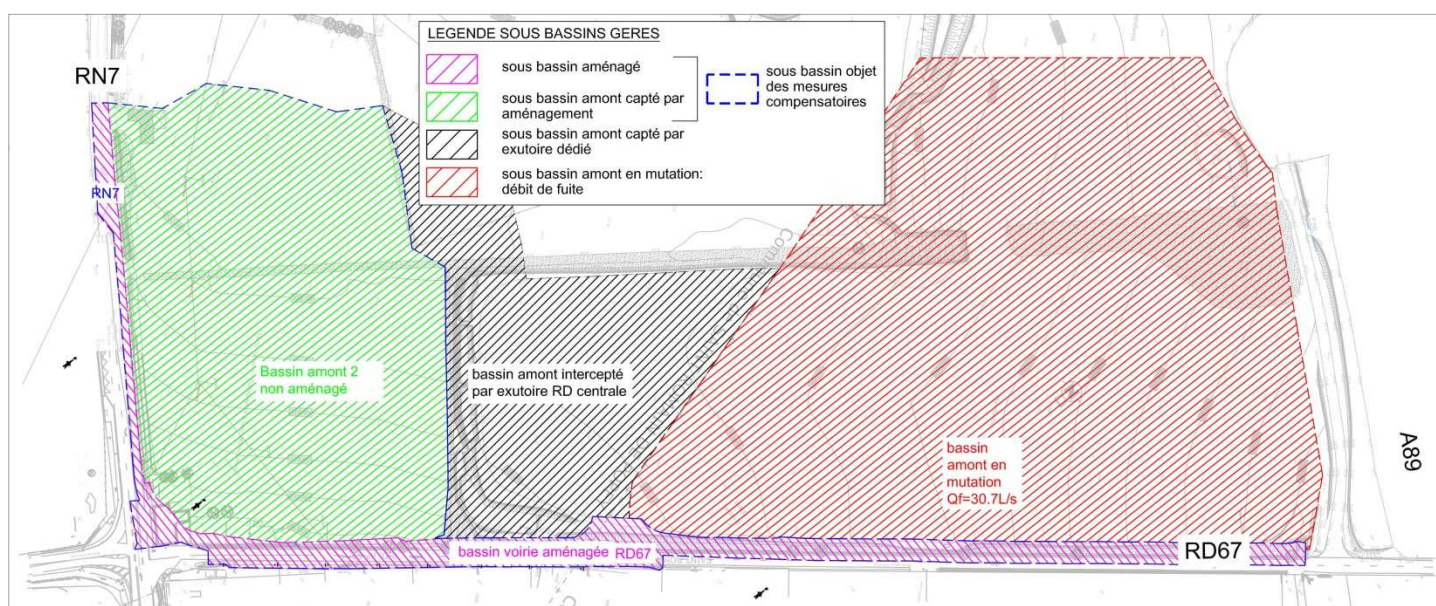 LEGENDE SOUS BASSINS GERES
sous bassin aménagé
sous bassin amont capté par
aménagement
sous bassin amont capté par
exutoire dédié
sous bassin amont en mutation:
débit de fuite
sous bassin objet
des mesures
compensatoires
RN7
RN7
Bassin amont 2
non aménagé
bassin amont intercepté
par exutoire RD centrale
bassin
amont en
mutation
Qf=30.7L/s
A89
bassin voirie aménagée RD67
RD67